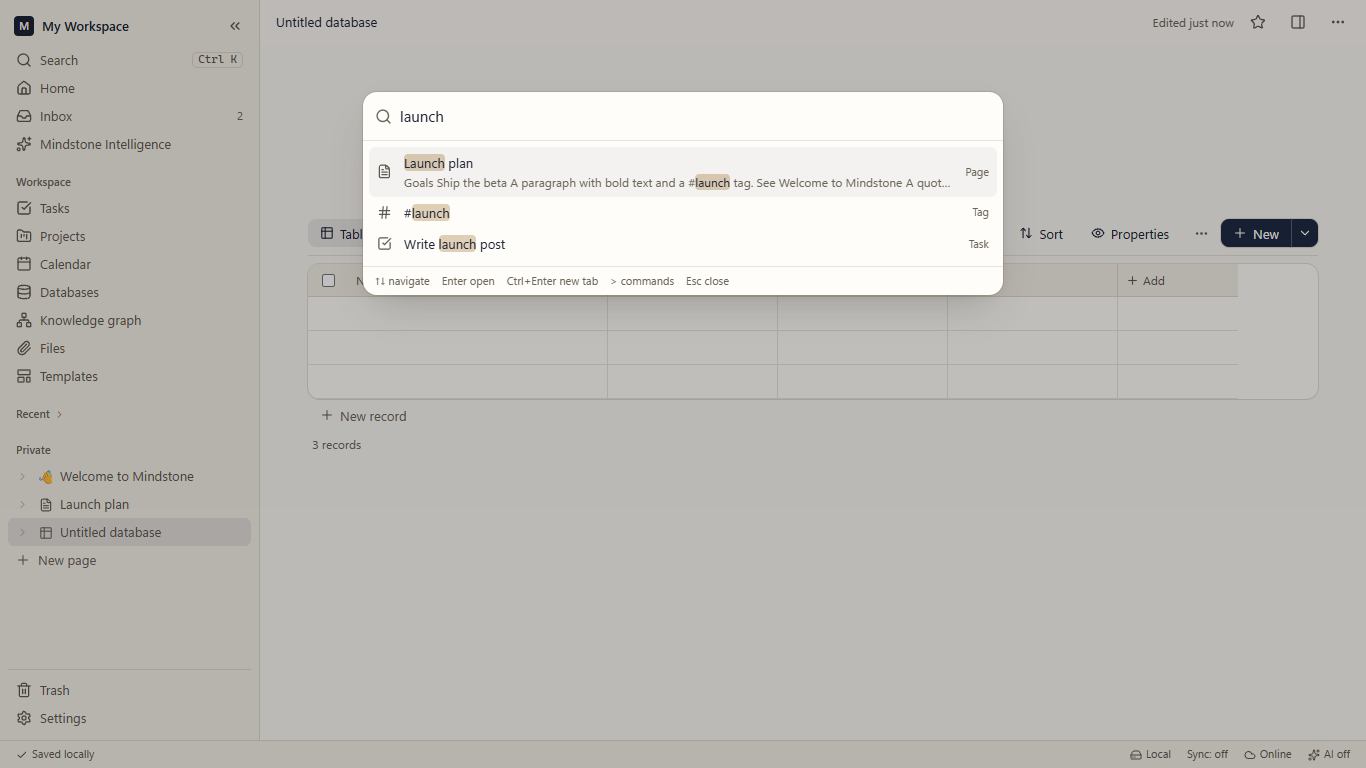 M My Workspace
Search Ctrl K
Home
Inbox 2
Mindstone Intelligence
Workspace
Tasks
Projects
Calendar
Databases
Knowledge graph
Files
Templates
Recent
Private
Welcome to Mindstone
Launch plan
Untitled database
New page
Trash
Settings
Saved locally
Untitled database
Edited just now
launch
Launch plan
Goals Ship the beta A paragraph with bold text and a #launch tag. See Welcome to Mindstone A quot...
Page
#launch
Tag
Write launch post
Task
↑↓ navigate Enter open Ctrl+Enter new tab > commands Esc close
Sort Properties ... + New
+ Add
+ New record
3 records
Local Sync: off Online AI off